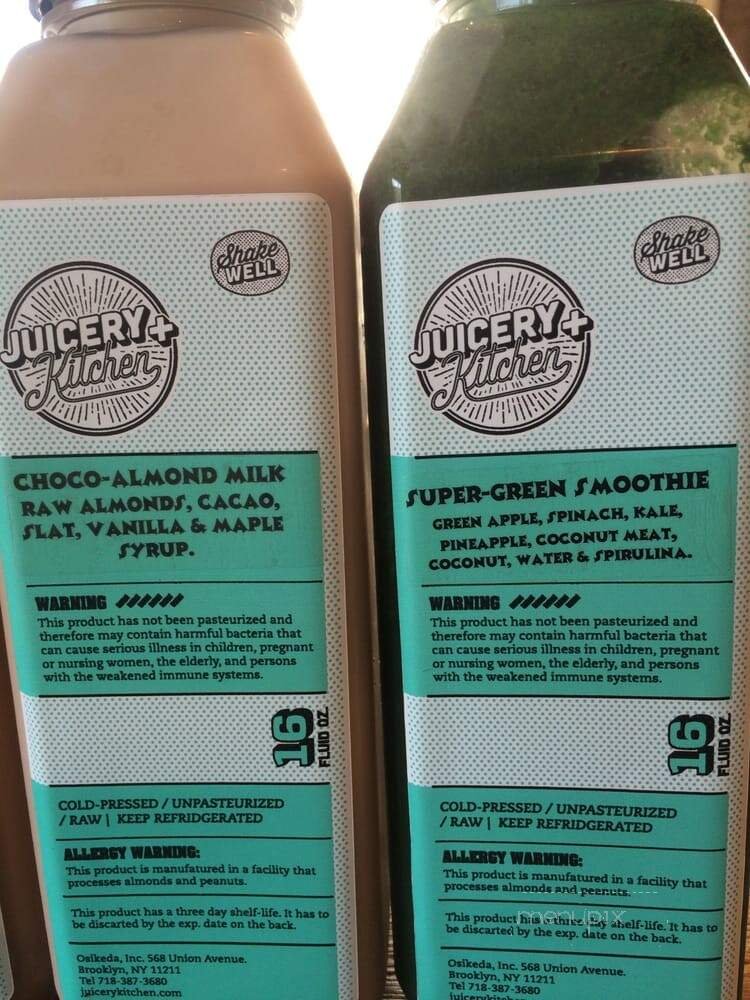 Shake
WELL
JUICERY+
Kitchen
CHOCO-ALMOND MILK
RAW ALMONDS, CACAO,
SLAT, VANILLA & MAPLE
SYRUP.
WARNING
This product has not been pasteurized and
therefore may contain harmful bacteria that
can cause serious illness in children, pregnant
or nursing women, the elderly, and persons
with the weakened immune systems.
16
FLUID OZ.
COLD-PRESSED / UNPASTEURIZED
/ RAW | KEEP REFRIDGERATED
ALLERGY WARNING:
This product is manufatured in a facility that
processes almonds and peanuts.
This product has a three day shelf-life. It has to
be discarted by the exp. date on the back.
Osikeda, Inc. 568 Union Avenue.
Brooklyn, NY 11211
Tel 718-387-3680
juicerykitchen.com
Shake
WELL
JUICERY+
Kitchen
SUPER-GREEN SMOOTHIE
GREEN APPLE, SPINACH, KALE,
PINEAPPLE, COCONUT MEAT,
COCONUT, WATER & SPIRULINA.
WARNING
This product has not been pasteurized and
therefore may contain harmful bacteria that
can cause serious illness in children, pregnant
or nursing women, the elderly, and persons
with the weakened immune systems.
16
FLUID OZ.
COLD-PRESSED / UNPASTEURIZED
/ RAW | KEEP REFRIDGERATED
ALLERGY WARNING:
This product is manufatured in a facility that
processes almonds and peanuts.
This product has a three day shelf-life. It has to
be discarted by the exp. date on the back.
menupix
Osikeda, Inc. 568 Union Avenue.
Brooklyn, NY 11211
Tel 718-387-3680
juicerykitchen.com